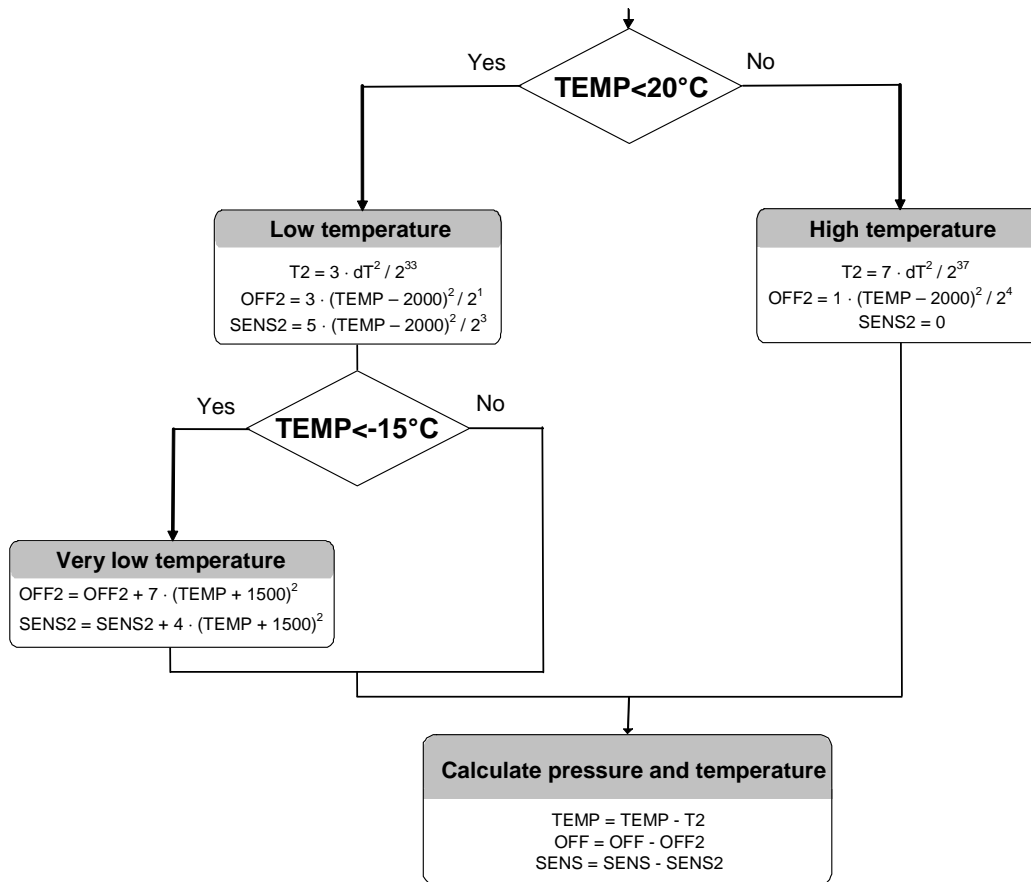 Yes
No
TEMP<20°C
Low temperature
T2 = 3 · dT² / 2³³
OFF2 = 3 · (TEMP – 2000)² / 2¹
SENS2 = 5 · (TEMP – 2000)² / 2³
High temperature
T2 = 7 · dT² / 2³⁷
OFF2 = 1 · (TEMP – 2000)² / 2⁴
SENS2 = 0
Yes
No
TEMP<-15°C
Very low temperature
OFF2 = OFF2 + 7 · (TEMP + 1500)²
SENS2 = SENS2 + 4 · (TEMP + 1500)²
Calculate pressure and temperature
TEMP = TEMP - T2
OFF = OFF - OFF2
SENS = SENS - SENS2